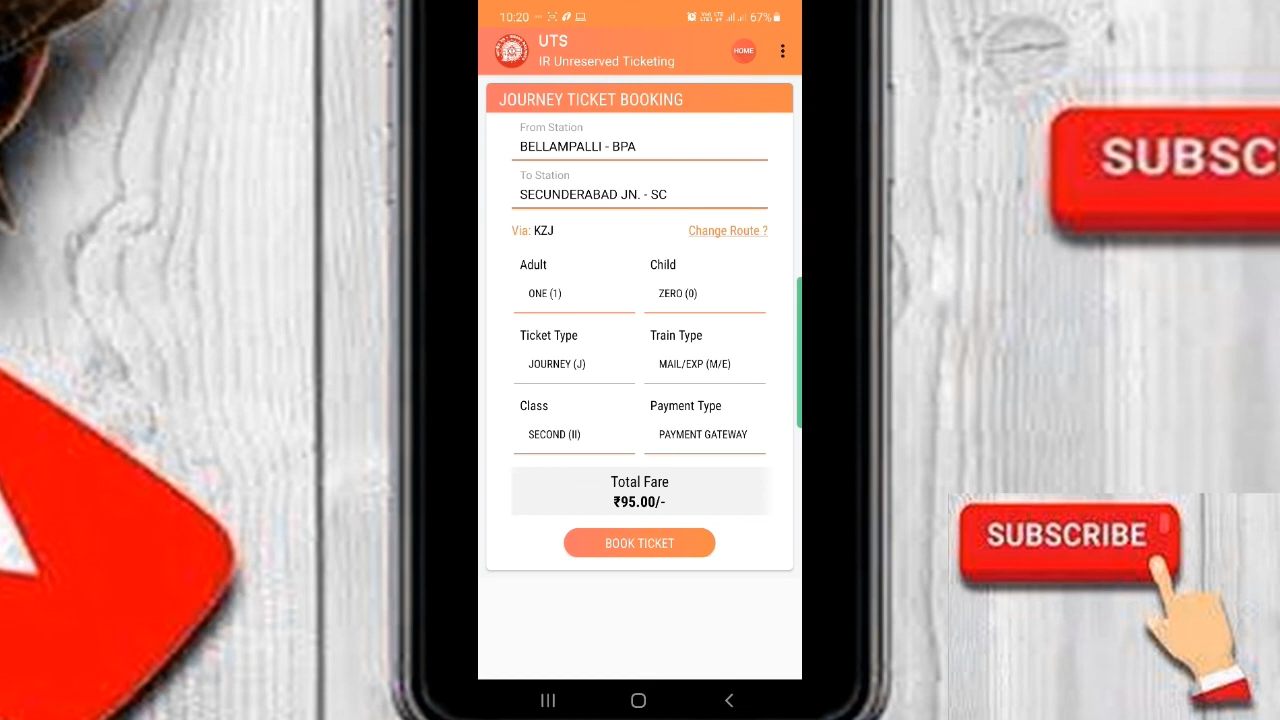 10:20
67%
UTS
IR Unreserved Ticketing
HOME
JOURNEY TICKET BOOKING
From Station
BELLAMPALLI - BPA
To Station
SECUNDERABAD JN. - SC
Via: KZJ
Change Route ?
Adult
Child
ONE (1)
ZERO (0)
Ticket Type
Train Type
JOURNEY (J)
MAIL/EXP (M/E)
Class
Payment Type
SECOND (II)
PAYMENT GATEWAY
Total Fare
₹95.00/-
BOOK TICKET
SUBSC
SUBSCRIBE